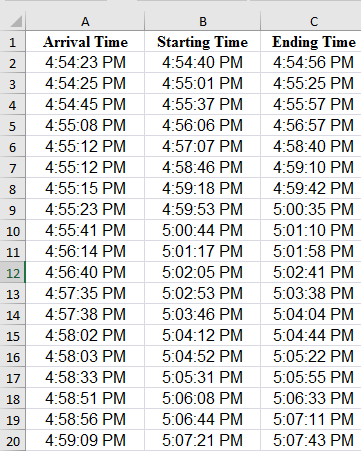 A B C
1 Arrival Time Starting Time Ending Time
2 4:54:23 PM 4:54:40 PM 4:54:56 PM
3 4:54:25 PM 4:55:01 PM 4:55:25 PM
4 4:54:45 PM 4:55:37 PM 4:55:57 PM
5 4:55:08 PM 4:56:06 PM 4:56:57 PM
6 4:55:12 PM 4:57:07 PM 4:58:40 PM
7 4:55:12 PM 4:58:46 PM 4:59:10 PM
8 4:55:15 PM 4:59:18 PM 4:59:42 PM
9 4:55:23 PM 4:59:53 PM 5:00:35 PM
10 4:55:41 PM 5:00:44 PM 5:01:10 PM
11 4:56:14 PM 5:01:17 PM 5:01:58 PM
12 4:56:40 PM 5:02:05 PM 5:02:41 PM
13 4:57:35 PM 5:02:53 PM 5:03:38 PM
14 4:57:38 PM 5:03:46 PM 5:04:04 PM
15 4:58:02 PM 5:04:12 PM 5:04:44 PM
16 4:58:03 PM 5:04:52 PM 5:05:22 PM
17 4:58:33 PM 5:05:31 PM 5:05:55 PM
18 4:58:51 PM 5:06:08 PM 5:06:33 PM
19 4:58:56 PM 5:06:44 PM 5:07:11 PM
20 4:59:09 PM 5:07:21 PM 5:07:43 PM